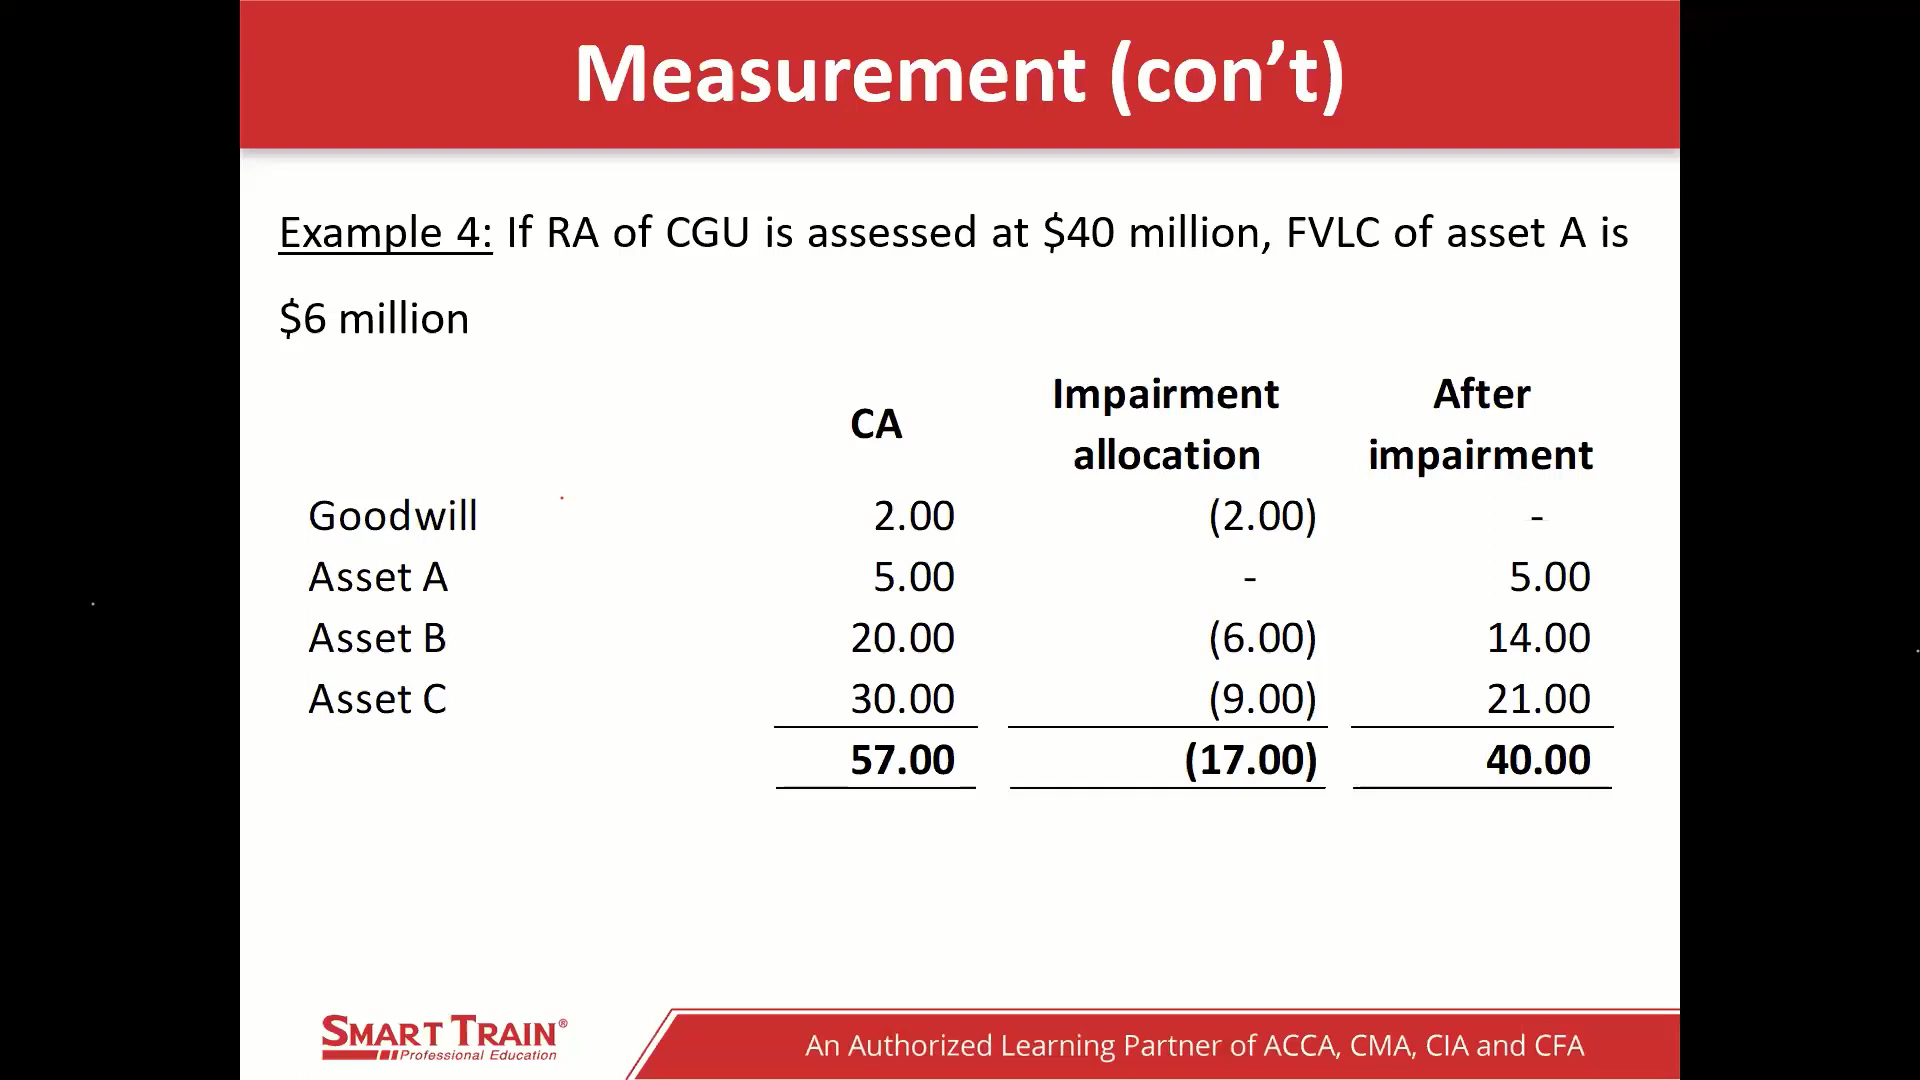 Measurement (con’t)
Example 4: If RA of CGU is assessed at $40 million, FVLC of asset A is
$6 million
CA Impairment allocation After impairment
Goodwill 2.00 (2.00) -
Asset A 5.00 - 5.00
Asset B 20.00 (6.00) 14.00
Asset C 30.00 (9.00) 21.00
57.00 (17.00) 40.00
SMART TRAIN®
Professional Education
An Authorized Learning Partner of ACCA, CMA, CIA and CFA